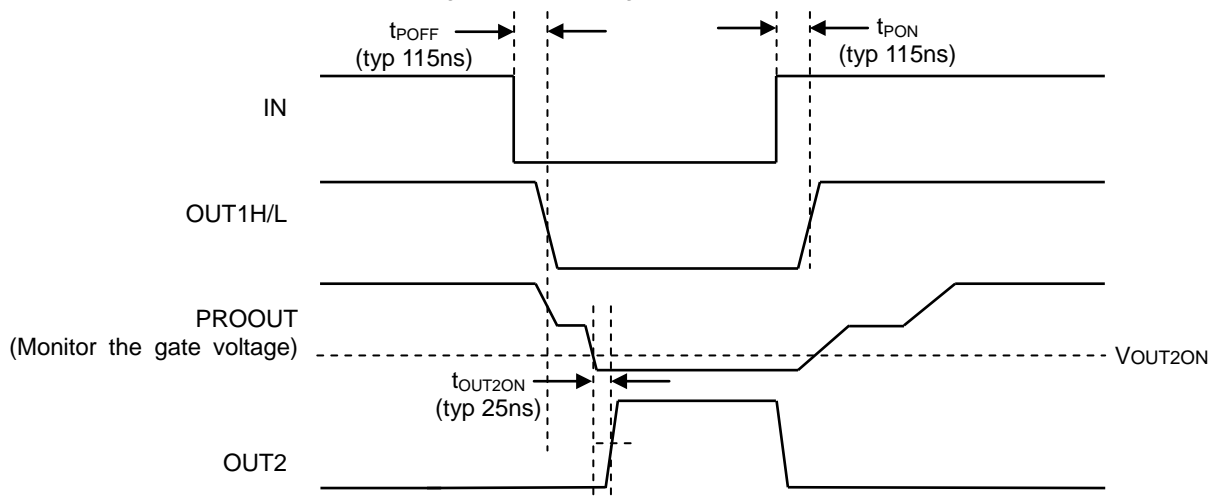 tPOFF
(typ 115ns)
tPON
(typ 115ns)
IN
OUT1H/L
PROOUT
(Monitor the gate voltage)
VOUT2ON
tOUT2ON
(typ 25ns)
OUT2